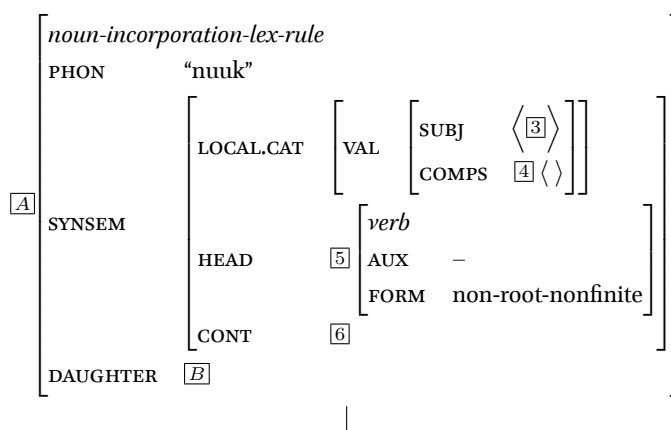 noun-incorporation-lex-rule
PHON “nuuk”
SUBJ ⟨ 3 ⟩
LOCAL.CAT VAL
COMPS 4 ⟨ ⟩
A
SYNSEM
verb
HEAD 5 AUX –
FORM non-root-nonfinite
CONT 6
DAUGHTER B